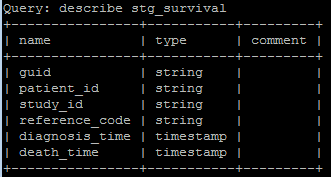 Query: describe stg_survival
+----------------+-----------+---------+
| name           | type      | comment |
+----------------+-----------+---------+
| guid           | string    |         |
| patient_id     | string    |         |
| study_id       | string    |         |
| reference_code | string    |         |
| diagnosis_time | timestamp |         |
| death_time     | timestamp |         |
+----------------+-----------+---------+